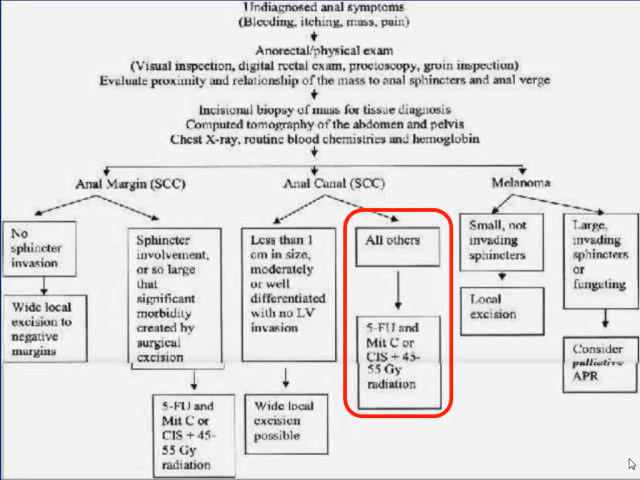 Undiagnosed anal symptoms
(Bleeding, itching, mass, pain)
Anorectal/physical exam
(Visual inspection, digital rectal exam, proctoscopy, groin inspection)
Evaluate proximity and relationship of the mass to anal sphincters and anal verge
Incisional biopsy of mass for tissue diagnosis
Computed tomography of the abdomen and pelvis
Chest X-ray, routine blood chemistries and hemoglobin
Anal Margin (SCC)
Anal Canal (SCC)
Melanoma
No
sphincter
invasion
Wide local
excision to
negative
margins
Sphincter
involvement,
or so large
that
significant
morbidity
created by
surgical
excision
5-FU and
Mit C or
CIS + 45-
55 Gy
radiation
Less than 1
cm in size,
moderately
or well
differentiated
with no LV
invasion
Wide local
excision
possible
All others
5-FU and
Mit C or
CIS + 45-
55 Gy
radiation
Small, not
invading
sphincters
Local
excision
Large,
invading
sphincters
or
fungating
Consider
palliative
APR